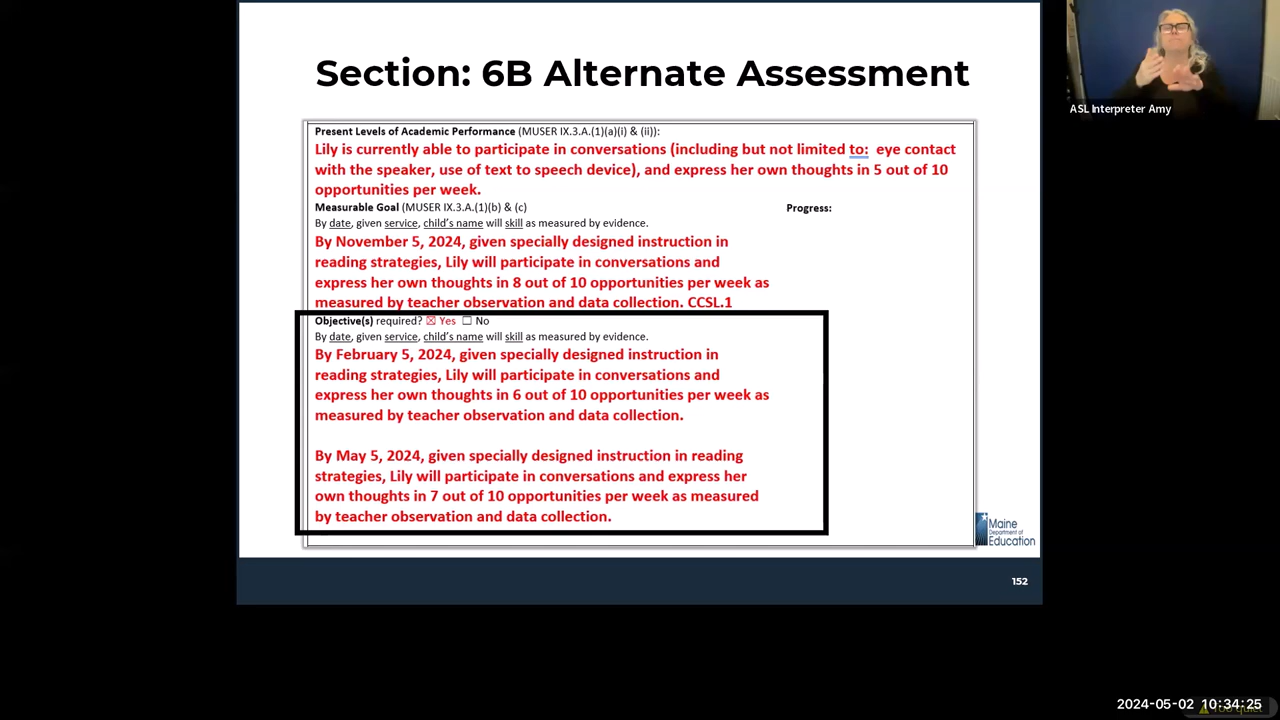 Section: 6B Alternate Assessment
ASL Interpreter Amy
Present Levels of Academic Performance (MUSER IX.3.A.(1)(a)(i) & (ii)):
Lily is currently able to participate in conversations (including but not limited to: eye contact
with the speaker, use of text to speech device), and express her own thoughts in 5 out of 10
opportunities per week.
Measurable Goal (MUSER IX.3.A.(1)(b) & (c)
Progress:
By date, given service, child's name will skill as measured by evidence.
By November 5, 2024, given specially designed instruction in
reading strategies, Lily will participate in conversations and
express her own thoughts in 8 out of 10 opportunities per week as
measured by teacher observation and data collection. CCSL.1
Objective(s) required? ☒ Yes ☐ No
By date, given service, child's name will skill as measured by evidence.
By February 5, 2024, given specially designed instruction in
reading strategies, Lily will participate in conversations and
express her own thoughts in 6 out of 10 opportunities per week as
measured by teacher observation and data collection.
By May 5, 2024, given specially designed instruction in reading
strategies, Lily will participate in conversations and express her
own thoughts in 7 out of 10 opportunities per week as measured
by teacher observation and data collection.
Maine
Department of
Education
152
2024-05-02 10:34:25